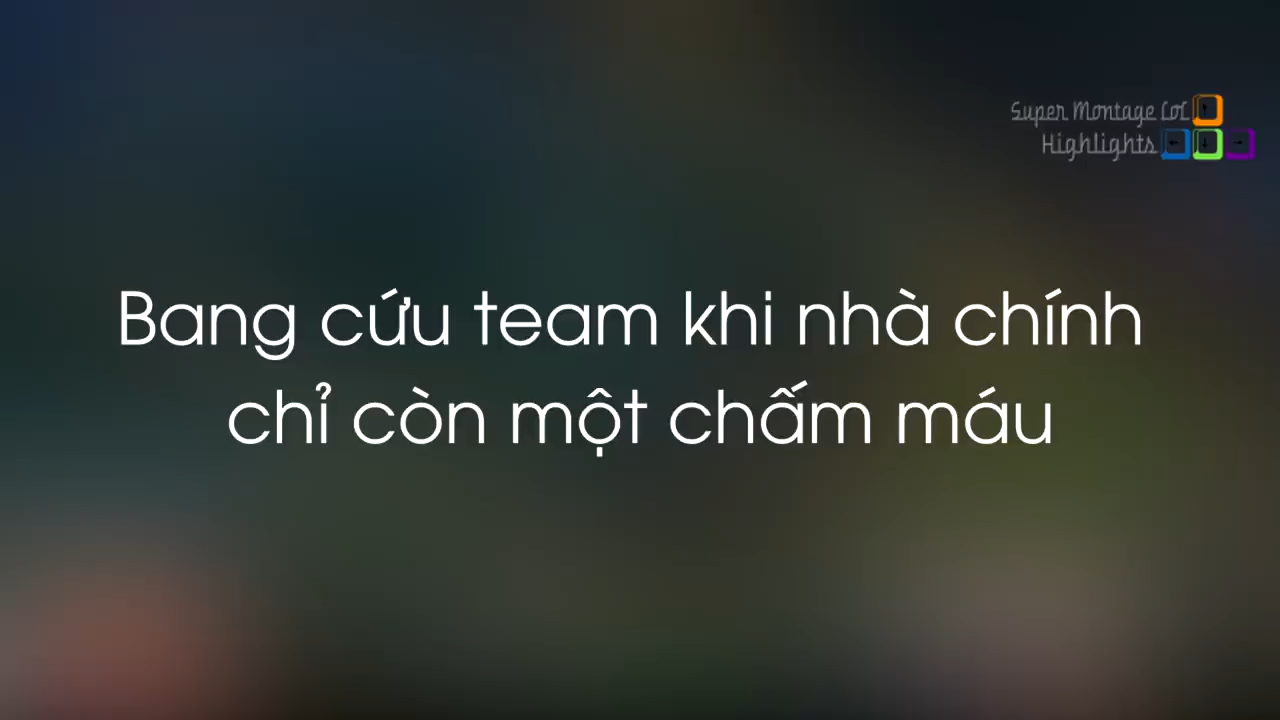 Super Montage LoL
Highlights
Bang cứu team khi nhà chính
chỉ còn một chấm máu